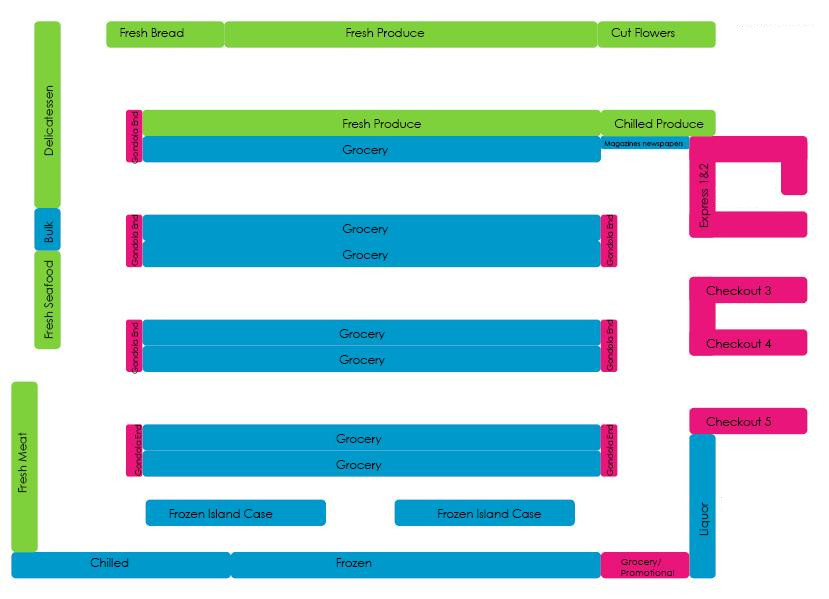 Fresh Bread
Fresh Produce
Cut Flowers
Delicatessen
Bulk
Fresh Seafood
Fresh Meat
Gondola End
Fresh Produce
Chilled Produce
Grocery
Magazines newspapers
Express 1&2
Gondola End
Grocery
Grocery
Gondola End
Checkout 3
Gondola End
Grocery
Grocery
Gondola End
Checkout 4
Checkout 5
Gondola End
Grocery
Grocery
Gondola End
Frozen Island Case
Frozen Island Case
Liquor
Chilled
Frozen
Grocery/
Promotional